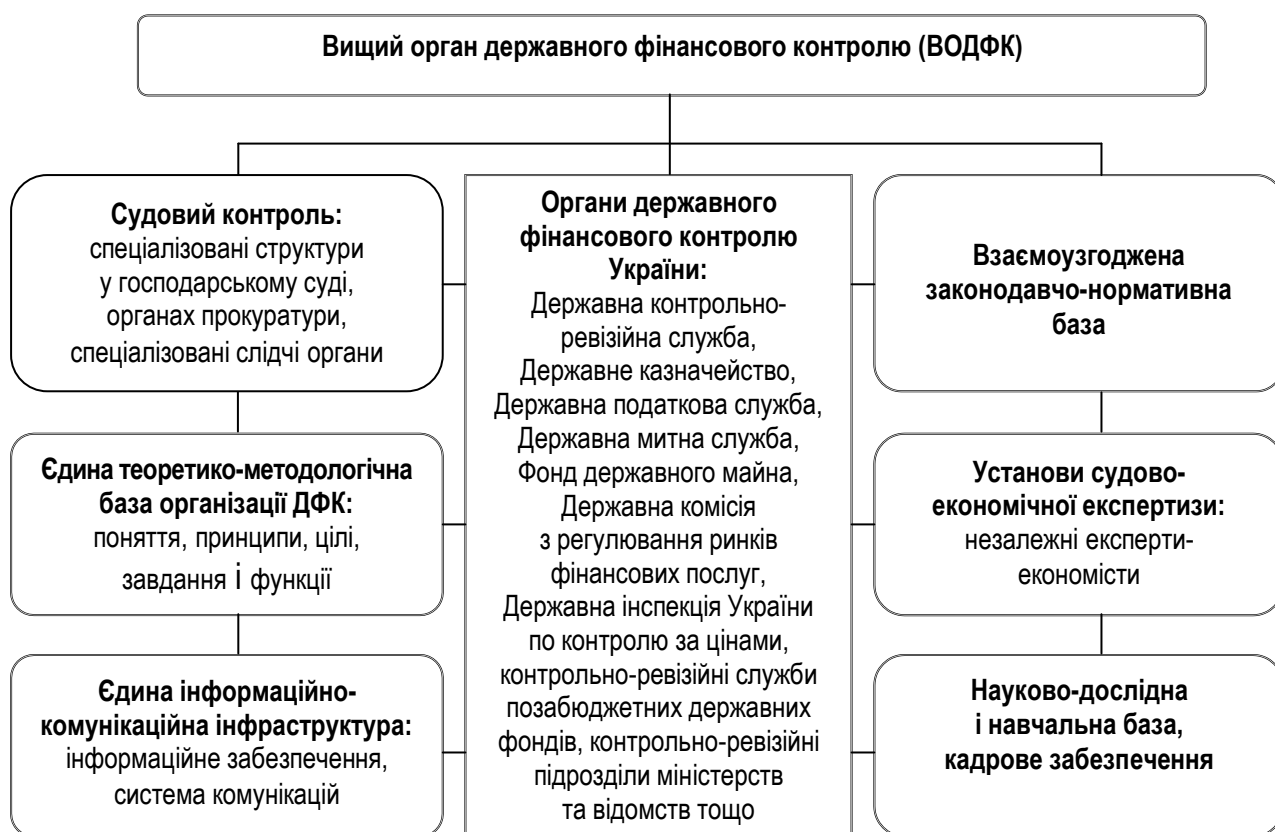 Вищий орган державного фінансового контролю (ВОДФК)
Судовий контроль:
спеціалізовані структури
у господарському суді,
органах прокуратури,
спеціалізовані слідчі органи
Єдина теоретико-методологічна
база організації ДФК:
поняття, принципи, цілі,
завдання і функції
Єдина інформаційно-
комунікаційна інфраструктура:
інформаційне забезпечення,
система комунікацій
Органи державного
фінансового контролю
України:
Державна контрольно-
ревізійна служба,
Державне казначейство,
Державна податкова служба,
Державна митна служба,
Фонд державного майна,
Державна комісія
з регулювання ринків
фінансових послуг,
Державна інспекція України
по контролю за цінами,
контрольно-ревізійні служби
позабюджетних державних
фондів, контрольно-ревізійні
підрозділи міністерств
та відомств тощо
Взаємоузгоджена
законодавчо-нормативна
база
Установи судово-
економічної експертизи:
незалежні експерти-
економісти
Науково-дослідна
і навчальна база,
кадрове забезпечення